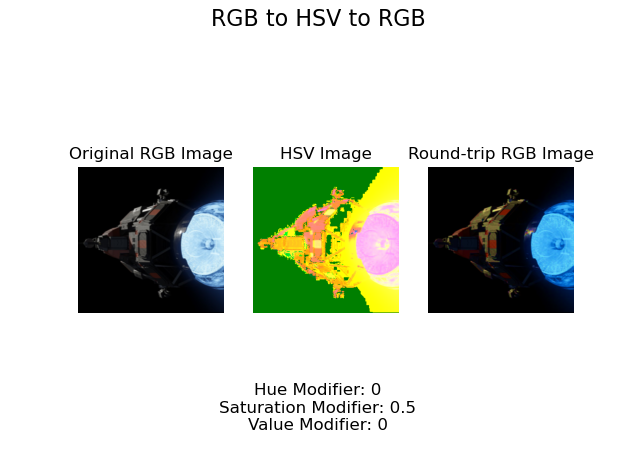 RGB to HSV to RGB
Original RGB Image
HSV Image
Round-trip RGB Image
Hue Modifier: 0
Saturation Modifier: 0.5
Value Modifier: 0